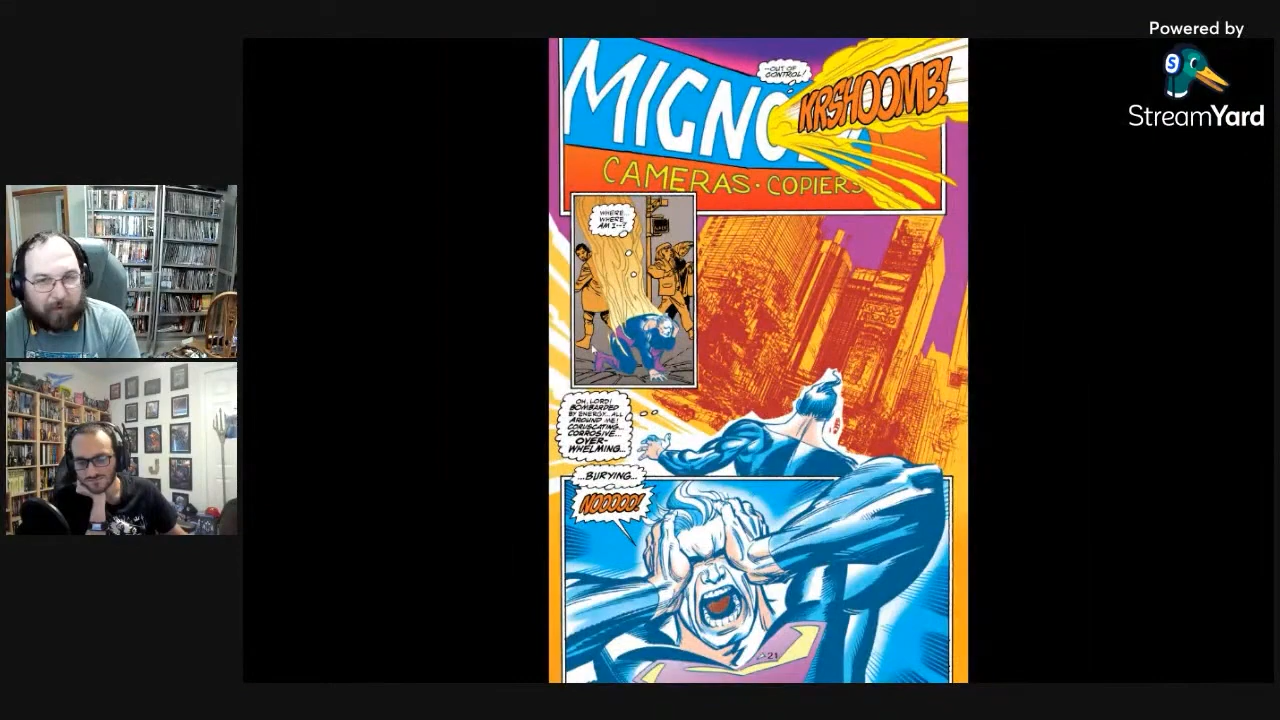 Powered by
StreamYard
S
MIGNO
—OUT OF
CONTROL!
KRSHOOMB!
CAMERAS · COPIERS
WHERE...
WHERE
AM I--?
OH, LORD!
BOMBARDED
BY ENERGY...ALL
AROUND ME!
CORUSCATING...
CORROSIVE...
OVER-
WHELMING...
...BURYING...
NOOOOO!
21
J